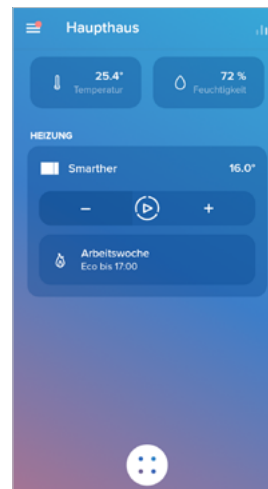 Haupthaus
25.4°
Temperatur
72 %
Feuchtigkeit
HEIZUNG
Smarther
16.0°
−
+
Arbeitswoche
Eco bis 17:00